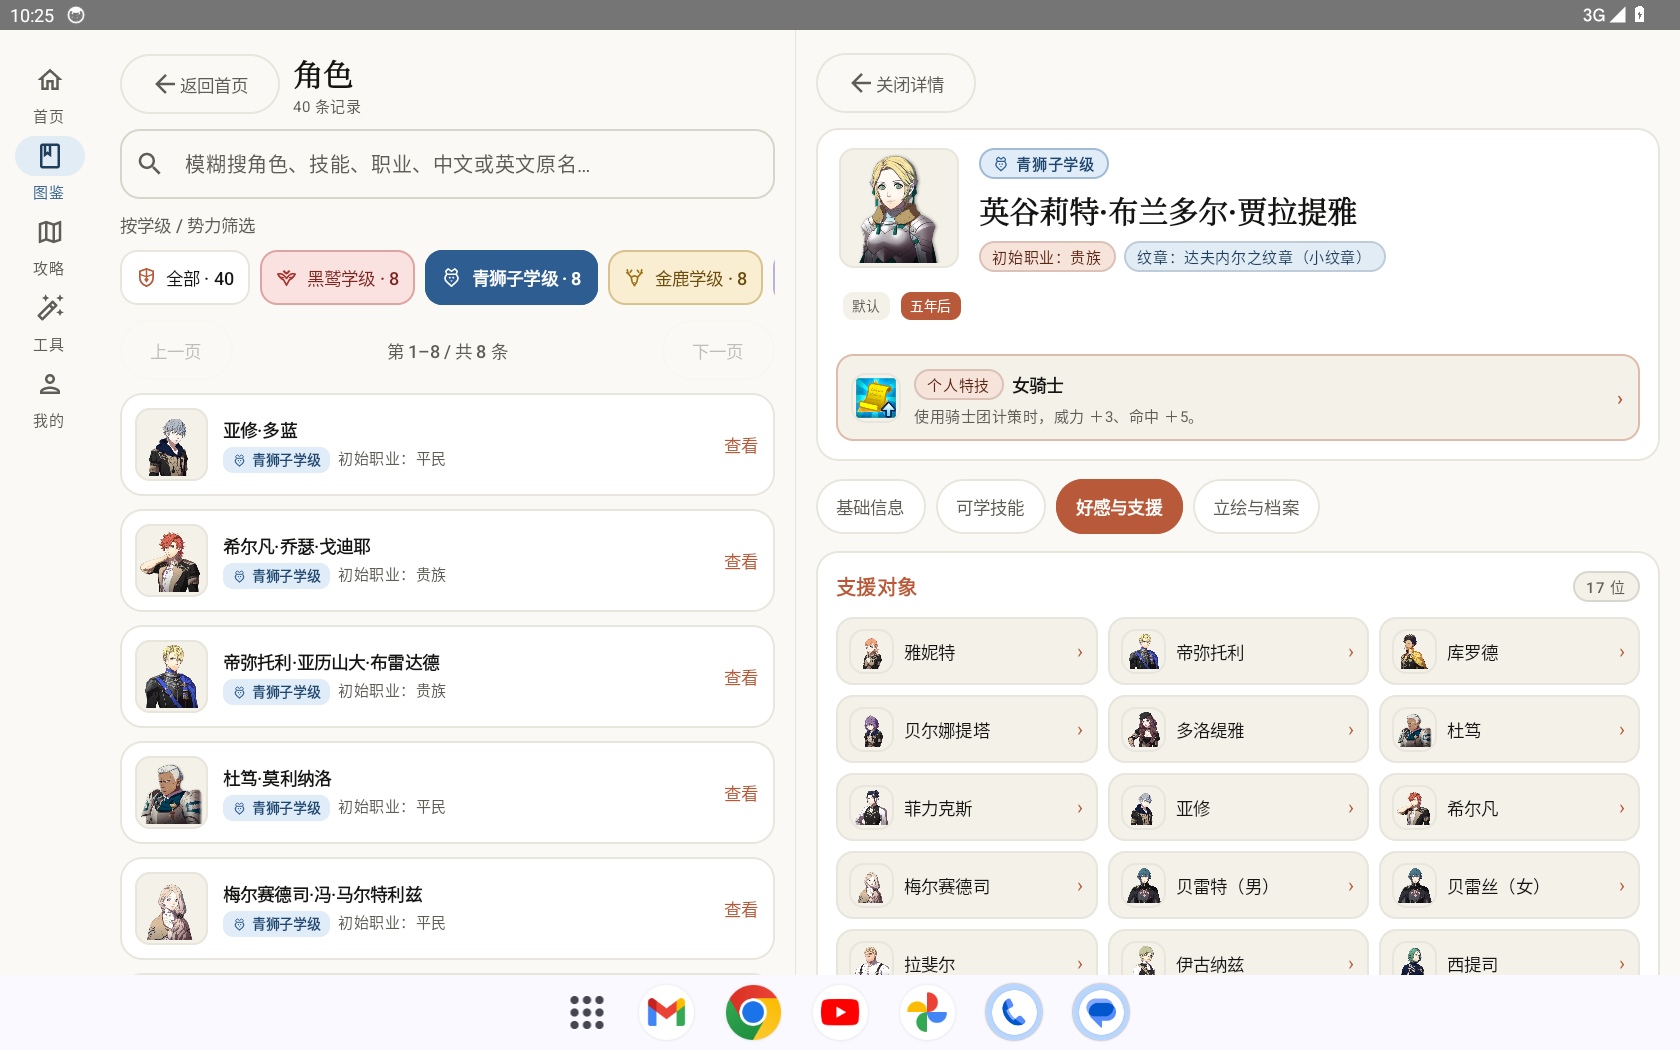 10:25
3G
首页
图鉴
攻略
工具
我的
返回首页
角色
40 条记录
模糊搜角色、技能、职业、中文或英文原名...
按学级 / 势力筛选
全部 · 40
黑鹫学级 · 8
青狮子学级 · 8
金鹿学级 · 8
上一页
第 1–8 / 共 8 条
下一页
亚修·多蓝
青狮子学级 初始职业：平民
查看
希尔凡·乔瑟·戈迪耶
青狮子学级 初始职业：贵族
查看
帝弥托利·亚历山大·布雷达德
青狮子学级 初始职业：贵族
查看
杜笃·莫利纳洛
青狮子学级 初始职业：平民
查看
梅尔赛德司·冯·马尔特利兹
青狮子学级 初始职业：平民
查看
关闭详情
青狮子学级
英谷莉特·布兰多尔·贾拉提雅
初始职业：贵族
纹章：达夫内尔之纹章（小纹章）
默认
五年后
个人特技 女骑士
使用骑士团计策时，威力 ＋3、命中 ＋5。
基础信息
可学技能
好感与支援
立绘与档案
支援对象
17 位
雅妮特
帝弥托利
库罗德
贝尔娜提塔
多洛缇雅
杜笃
菲力克斯
亚修
希尔凡
梅尔赛德司
贝雷特（男）
贝雷丝（女）
拉斐尔
伊古纳兹
西提司